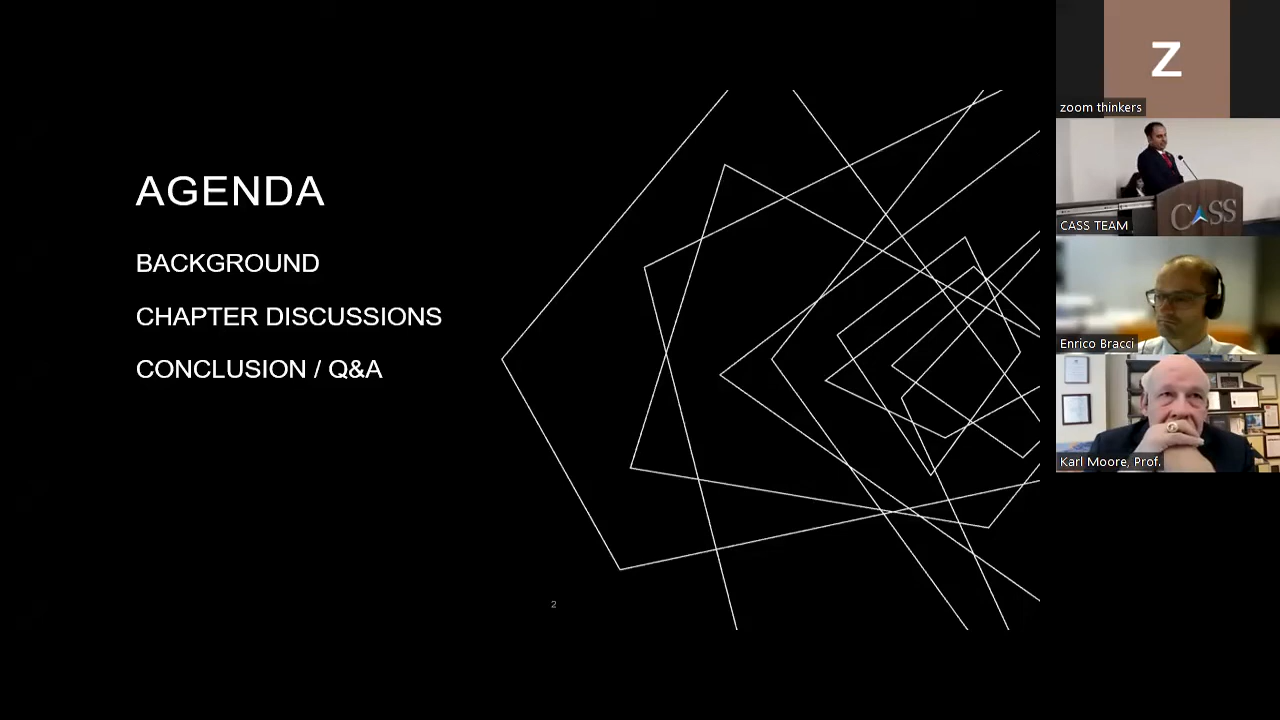 AGENDA
BACKGROUND
CHAPTER DISCUSSIONS
CONCLUSION / Q&A
2
Z
zoom thinkers
CASS
CASS TEAM
Enrico Bracci
Karl Moore, Prof.